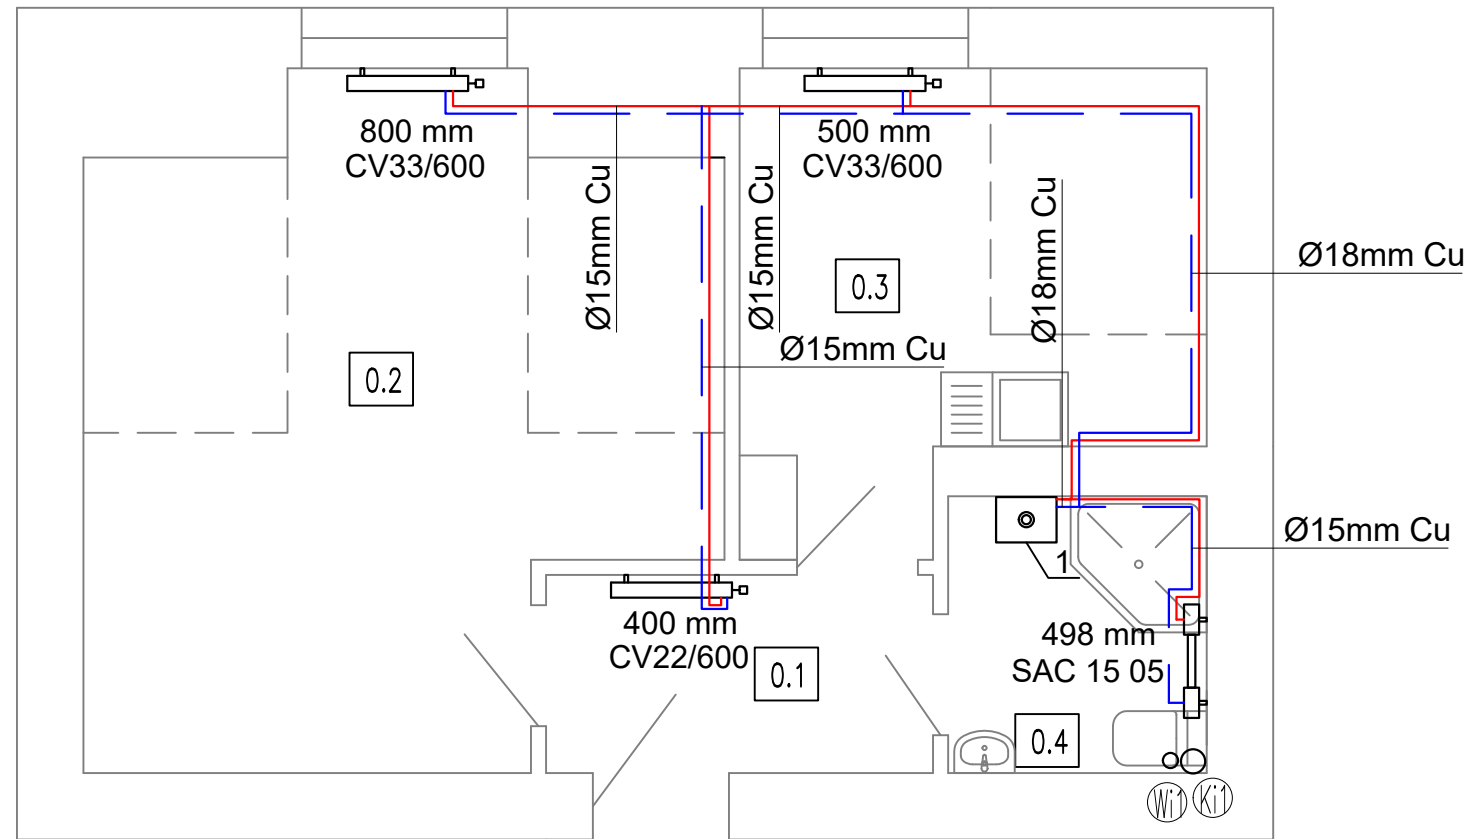 800 mm
CV33/600
500 mm
CV33/600
Ø15mm Cu
Ø15mm Cu
Ø18mm Cu
Ø18mm Cu
0.3
Ø15mm Cu
0.2
Ø15mm Cu
1
400 mm
CV22/600
498 mm
SAC 15 05
0.1
0.4
Wi1
Ki1